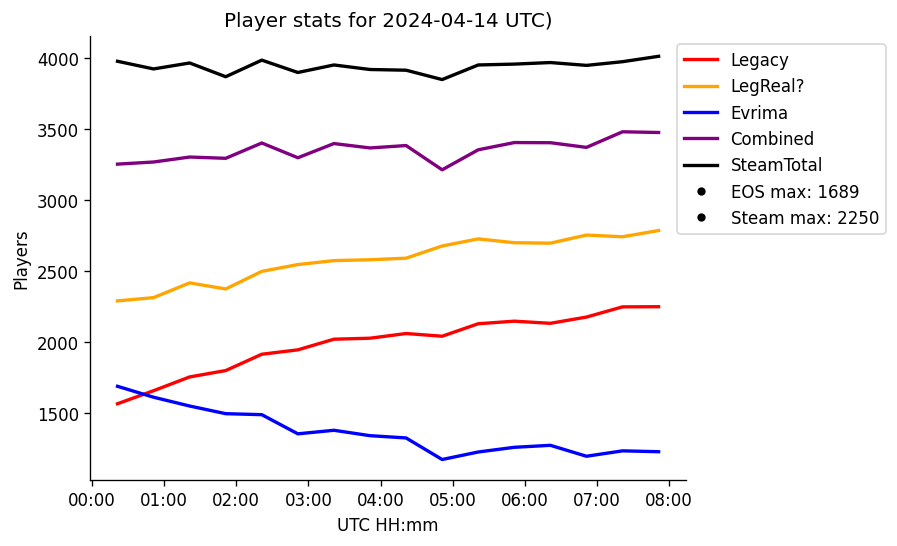 Player stats for 2024-04-14 UTC)
4000
3500
3000
2500
2000
1500
Players
00:00 01:00 02:00 03:00 04:00 05:00 06:00 07:00 08:00
UTC HH:mm
Legacy
LegReal?
Evrima
Combined
SteamTotal
EOS max: 1689
Steam max: 2250